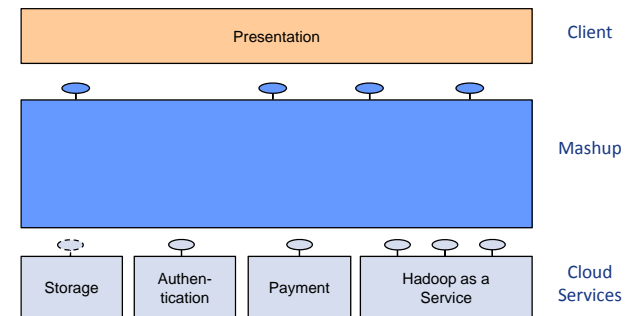 Presentation
Client
Mashup
Storage
Authen-
tication
Payment
Hadoop as a
Service
Cloud
Services